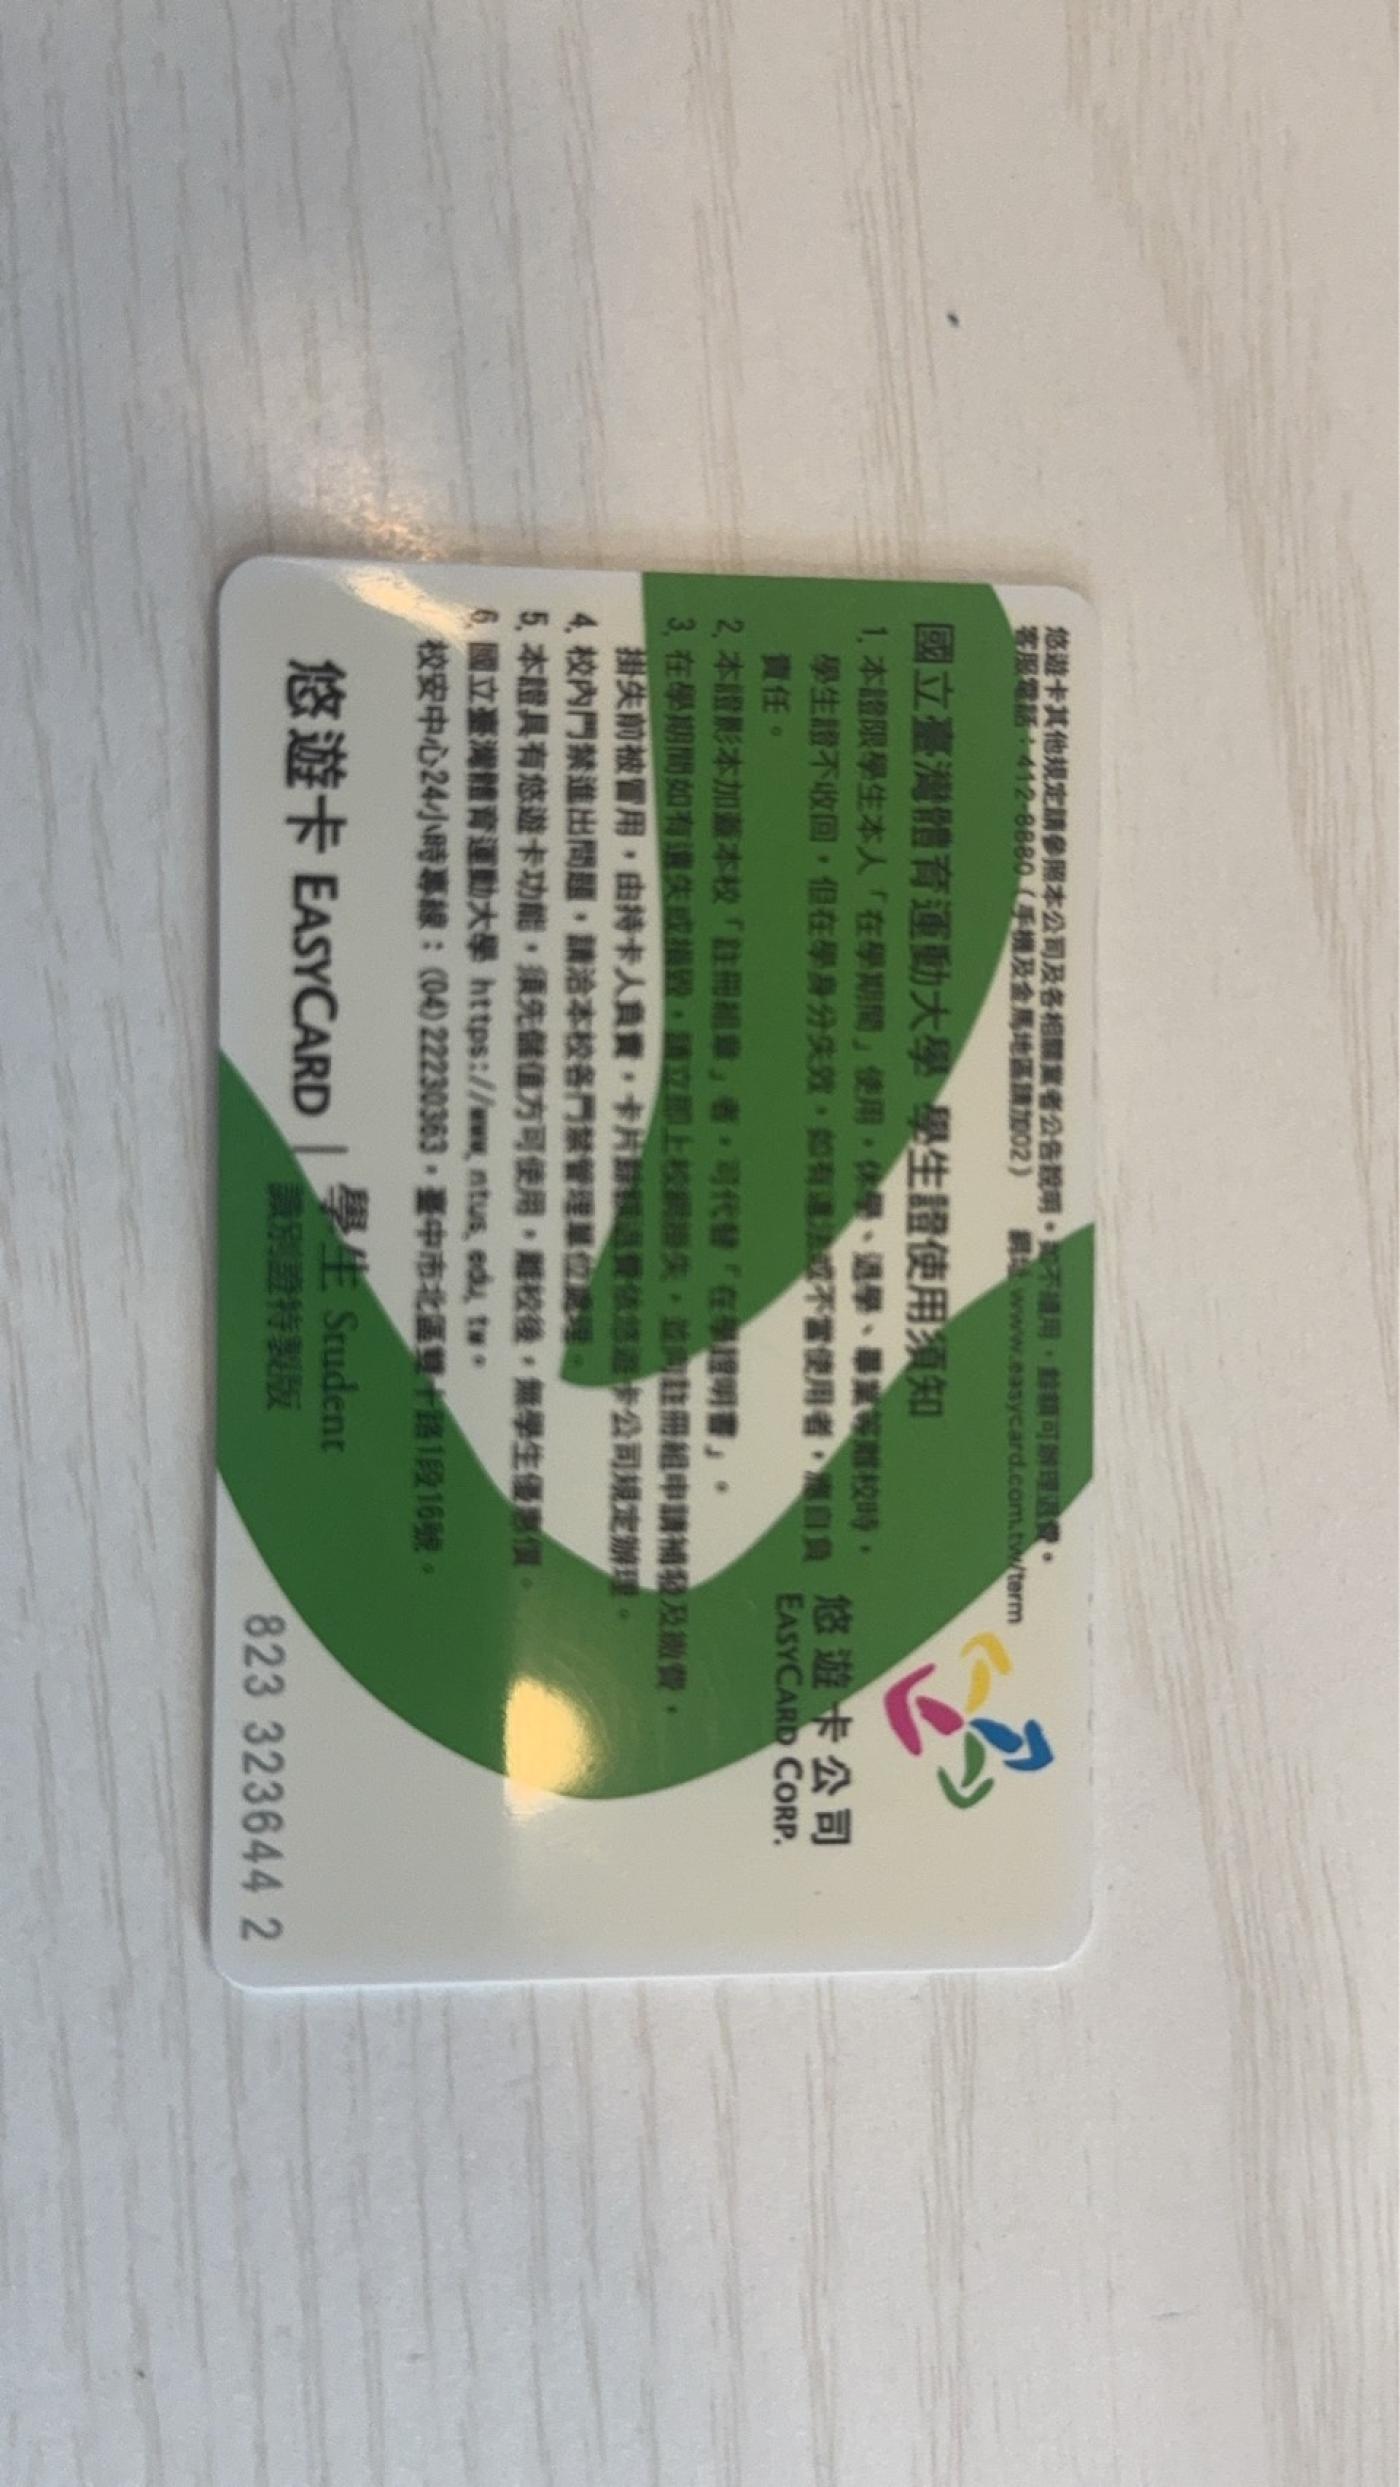 悠遊卡其他規定請參照本公司及各相關業者公告說明。如不續用，餘額可辦理退費。
客服電話：412-8880（手機及金馬地區請加02） 網址 www.easycard.com.tw/term
國立臺灣體育運動大學 學生證使用須知
1. 本證限學生本人「在學期間」使用，休學、退學、畢業等離校時，
學生證不收回，但在學身分失效，如有違法或不當使用者，應自負
責任。
2. 本證影本加蓋本校「註冊組章」者，可代替「在學證明書」。
3. 在學期間如有遺失或損毀，請立即上校網掛失，並向註冊組申請補發及繳費，
掛失前被冒用，由持卡人負責，卡片餘額退費依悠遊卡公司規定辦理。
4. 校內門禁進出問題，請洽本校各門禁管理單位處理。
5. 本證具有悠遊卡功能，須先儲值方可使用，離校後，無學生優惠價。
6. 國立臺灣體育運動大學 https://www.ntus.edu.tw。
校安中心24小時專線：(04)22230363，臺中市北區雙十路1段16號。
悠遊卡公司
EASYCARD CORP.
悠遊卡 EASYCARD | 學生 Student
識別證特製版
823 323644 2